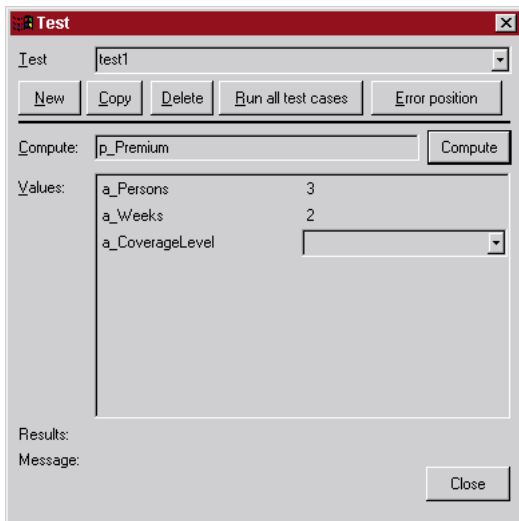 Test
Test test1
New Copy Delete Run all test cases Error position
Compute: p_Premium Compute
Values: a_Persons 3
a_Weeks 2
a_CoverageLevel
Results:
Message:
Close